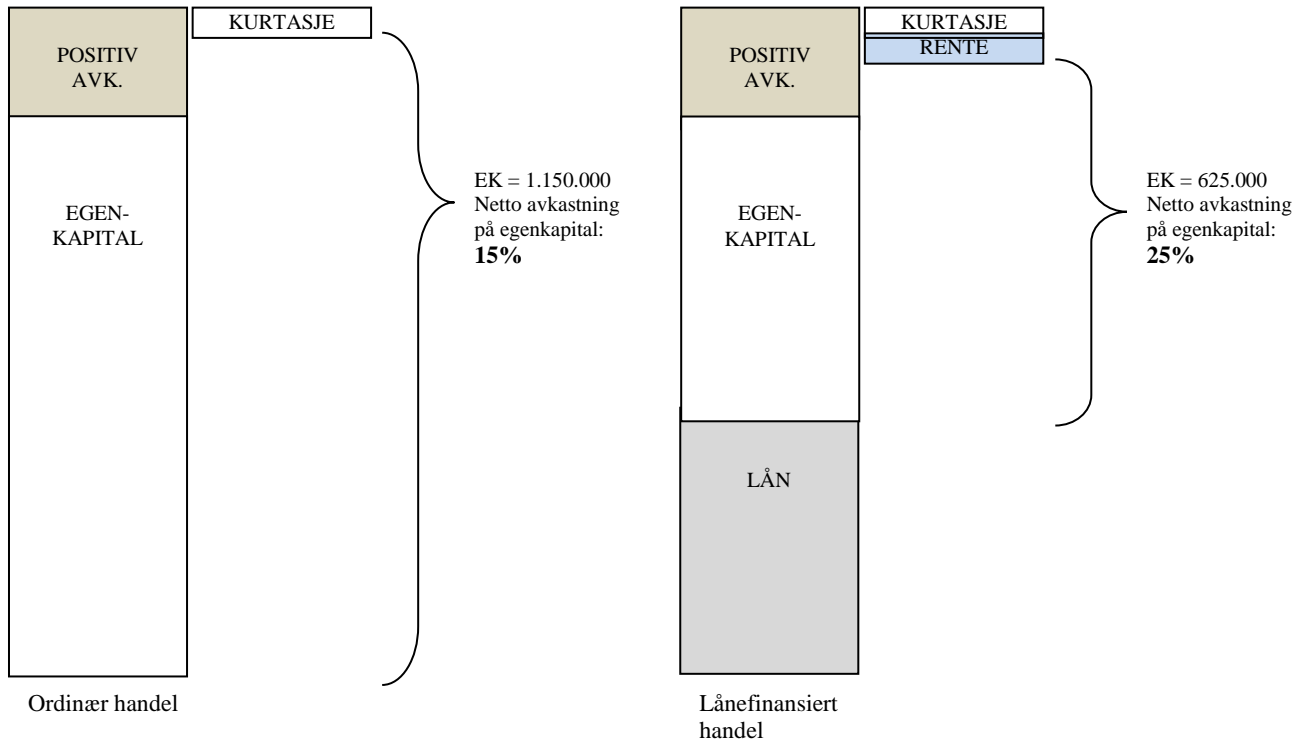 KURTASJE
POSITIV
AVK.
EGEN-
KAPITAL
EK = 1.150.000
Netto avkastning
på egenkapital:
15%
Ordinær handel
KURTASJE
RENTE
POSITIV
AVK.
EGEN-
KAPITAL
LÅN
EK = 625.000
Netto avkastning
på egenkapital:
25%
Lånefinansiert
handel